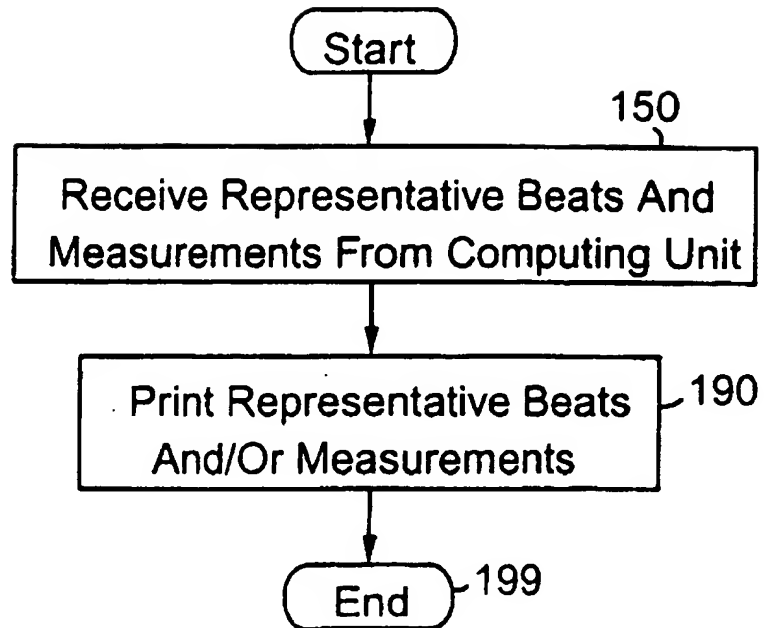 Start
150
Receive Representative Beats And
Measurements From Computing Unit
Print Representative Beats
And/Or Measurements
190
End
199